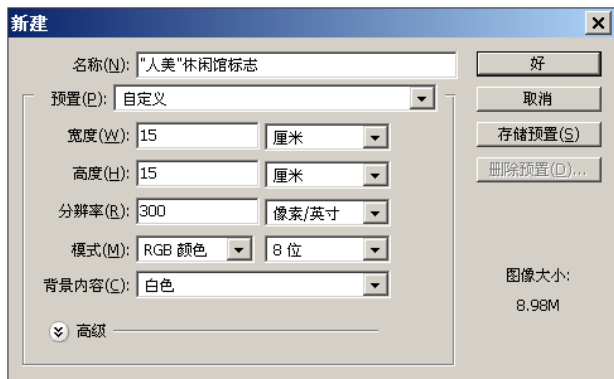 新建
名称(N): "人美"休闲馆标志
好
预置(P): 自定义
取消
宽度(W): 15 厘米
存储预置(S)
高度(H): 15 厘米
删除预置(D)...
分辨率(R): 300 像素/英寸
模式(M): RGB 颜色 8 位
背景内容(C): 白色
图像大小:
8.98M
高级